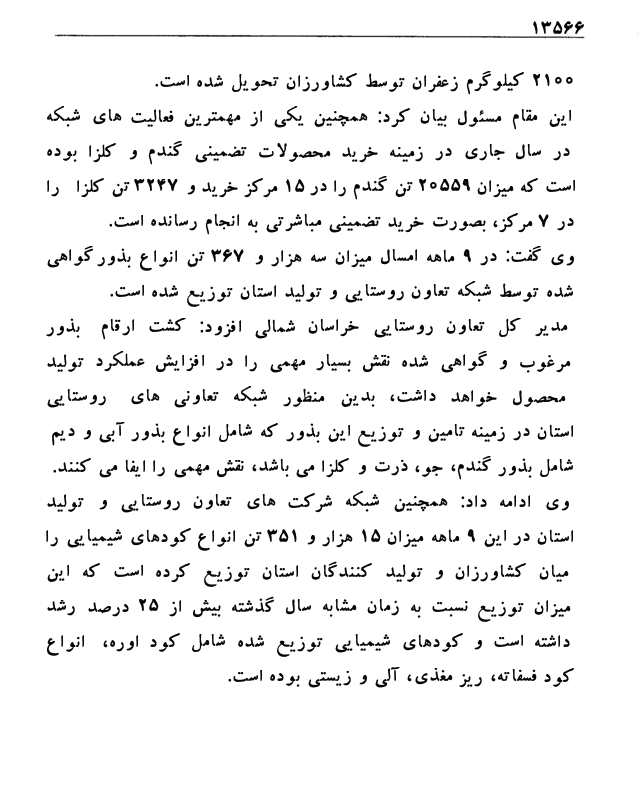 ۱۳۵۶۶
۲۱۰۰ کیلوگرم زعفران توسط کشاورزان تحویل شده است.
این مقام مسئول بیان کرد: همچنین یکی از مهمترین فعالیت های شبکه
در سال جاری در زمینه خرید محصولات تضمینی گندم و کلزا بوده
است که میزان ۲۰۵۵۹ تن گندم را در ۱۵ مرکز خرید و ۳۲۴۷ تن کلزا را
در ۷ مرکز، بصورت خرید تضمینی مباشرتی به انجام رسانده است.
وی گفت: در ۹ ماهه امسال میزان سه هزار و ۳۶۷ تن انواع بذور گواهی
شده توسط شبکه تعاون روستایی و تولید استان توزیع شده است.
مدیر کل تعاون روستایی خراسان شمالی افزود: کشت ارقام بذور
مرغوب و گواهی شده نقش بسیار مهمی را در افزایش عملکرد تولید
محصول خواهد داشت، بدین منظور شبکه تعاونی های روستایی
استان در زمینه تامین و توزیع این بذور که شامل انواع بذور آبی و دیم
شامل بذور گندم، جو، ذرت و کلزا می باشد، نقش مهمی را ایفا می کنند.
وی ادامه داد: همچنین شبکه شرکت های تعاون روستایی و تولید
استان در این ۹ ماهه میزان ۱۵ هزار و ۳۵۱ تن انواع کودهای شیمیایی را
میان کشاورزان و تولید کنندگان استان توزیع کرده است که این
میزان توزیع نسبت به زمان مشابه سال گذشته بیش از ۲۵ درصد رشد
داشته است و کودهای شیمیایی توزیع شده شامل کود اوره، انواع
کود فسفاته، ریز مغذی، آلی و زیستی بوده است.